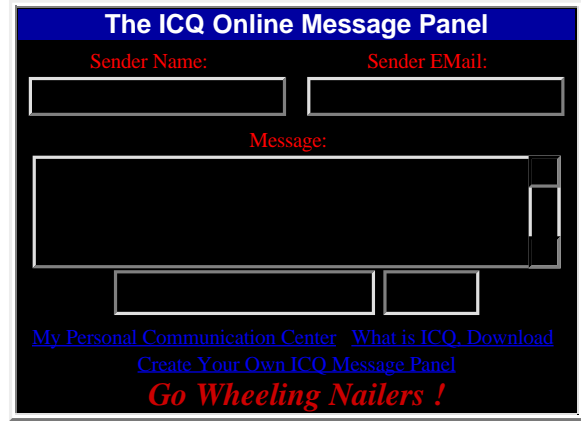 The ICQ Online Message Panel
Sender Name: Sender EMail:
Message:
My Personal Communication Center What is ICQ, Download
Create Your Own ICQ Message Panel
Go Wheeling Nailers !